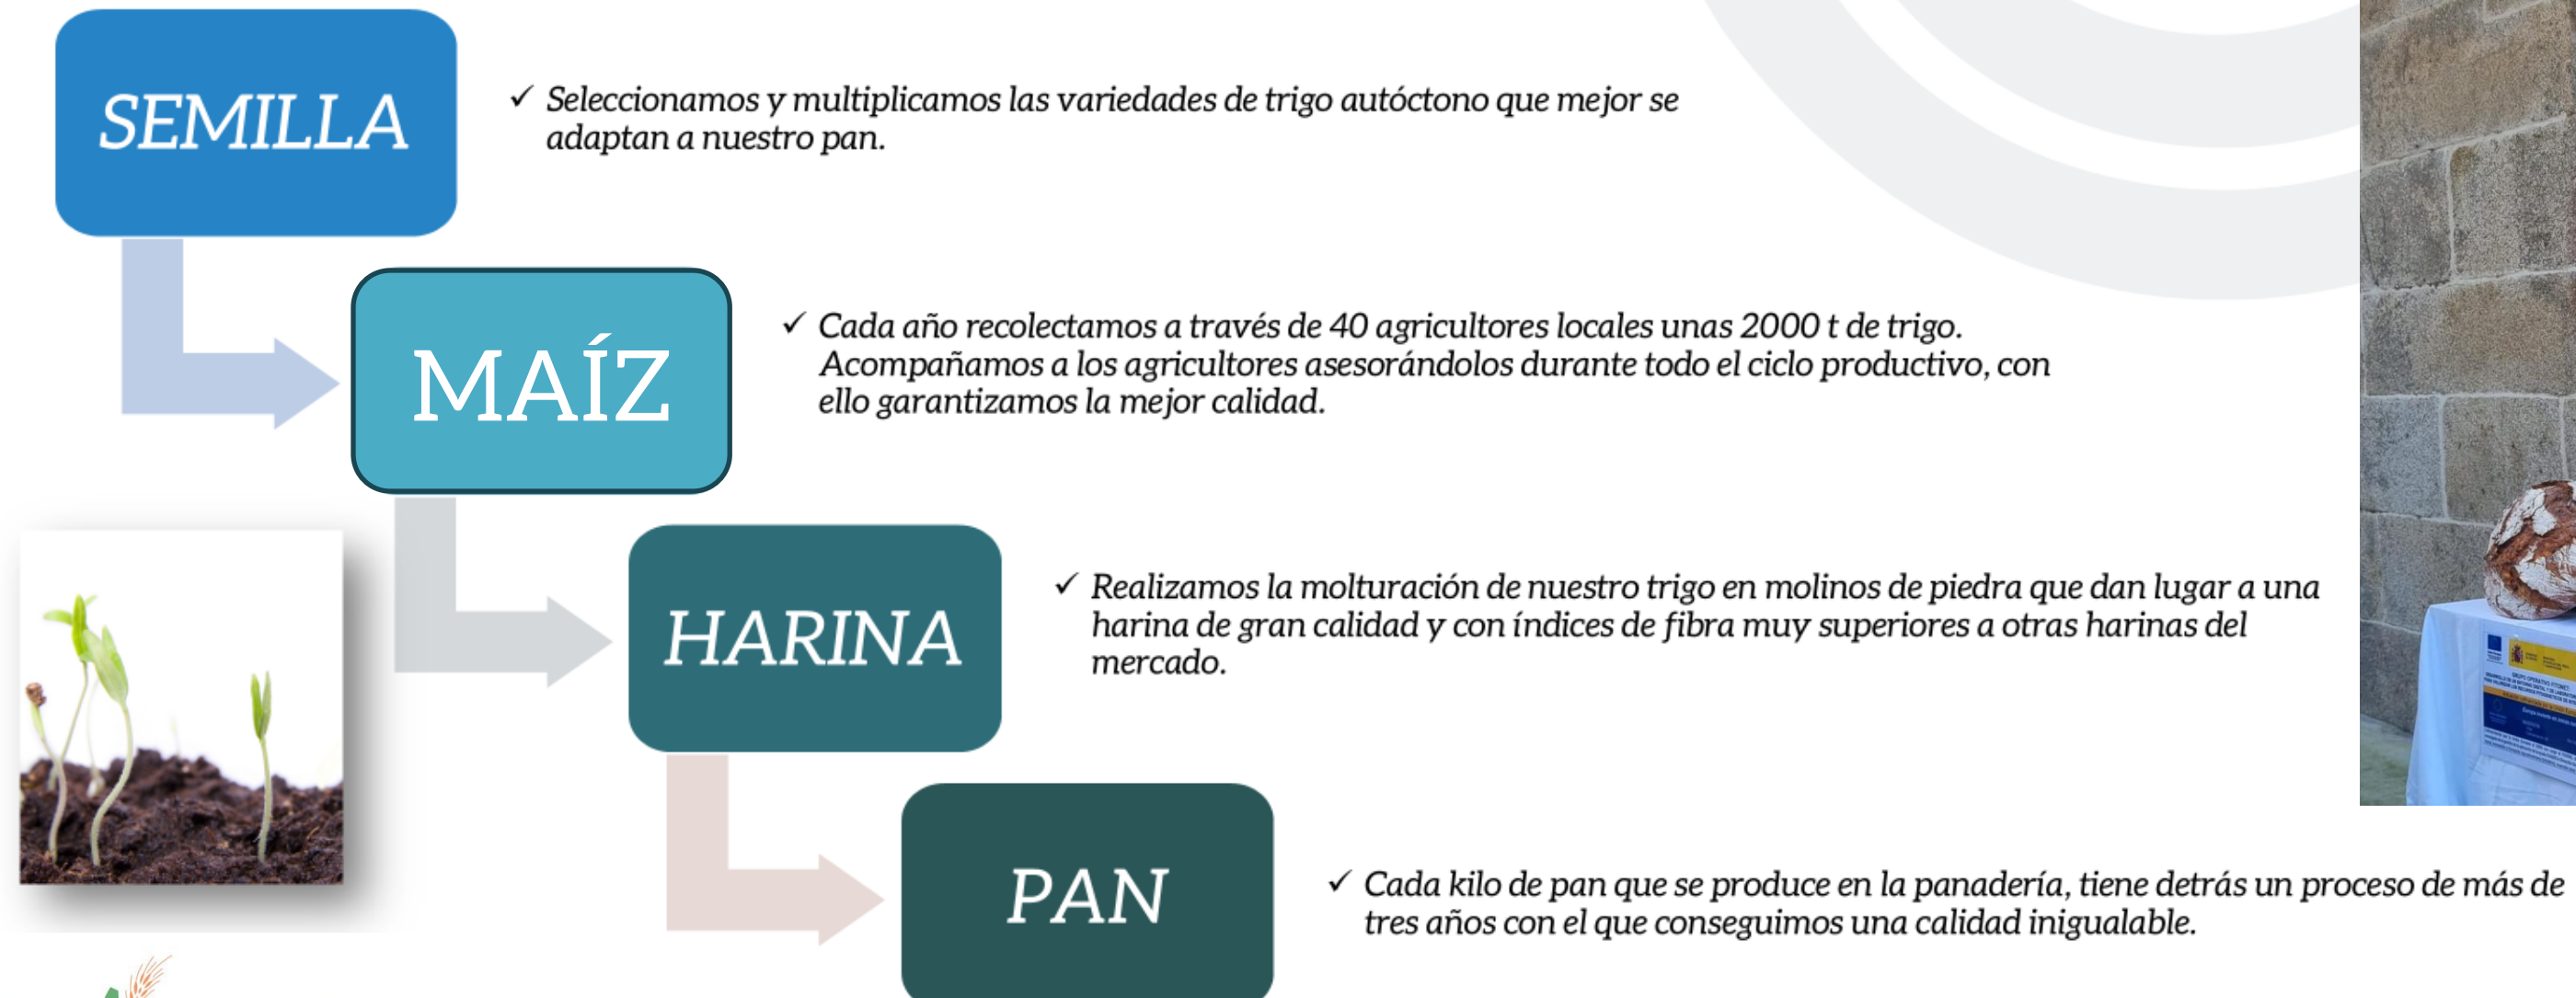 SEMILLA
✓ Seleccionamos y multiplicamos las variedades de trigo autóctono que mejor se
adaptan a nuestro pan.
MAÍZ
✓ Cada año recolectamos a través de 40 agricultores locales unas 2000 t de trigo.
Acompañamos a los agricultores asesorándolos durante todo el ciclo productivo, con
ello garantizamos la mejor calidad.
HARINA
✓ Realizamos la molturación de nuestro trigo en molinos de piedra que dan lugar a una
harina de gran calidad y con índices de fibra muy superiores a otras harinas del
mercado.
PAN
✓ Cada kilo de pan que se produce en la panadería, tiene detrás un proceso de más de
tres años con el que conseguimos una calidad inigualable.